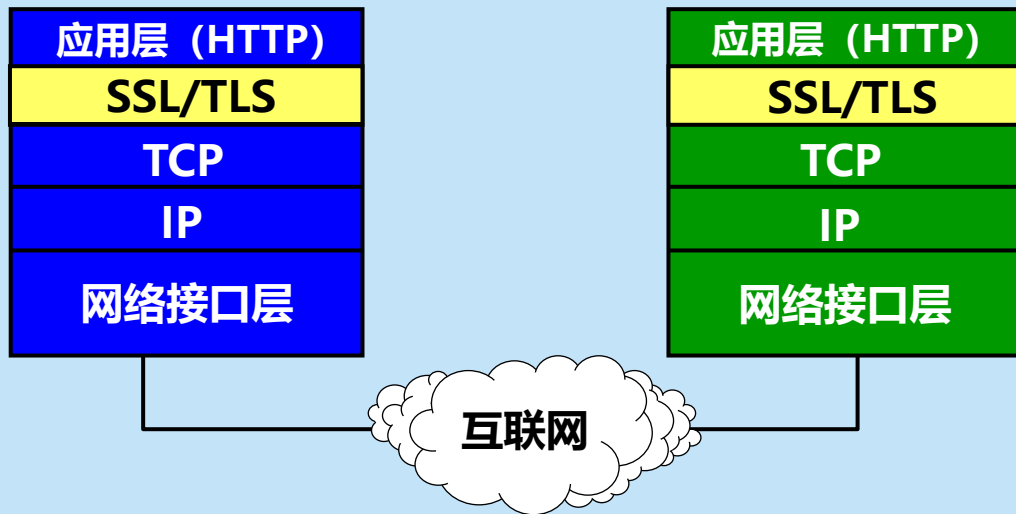 应用层（HTTP）
SSL/TLS
TCP
IP
网络接口层
应用层（HTTP）
SSL/TLS
TCP
IP
网络接口层
互联网